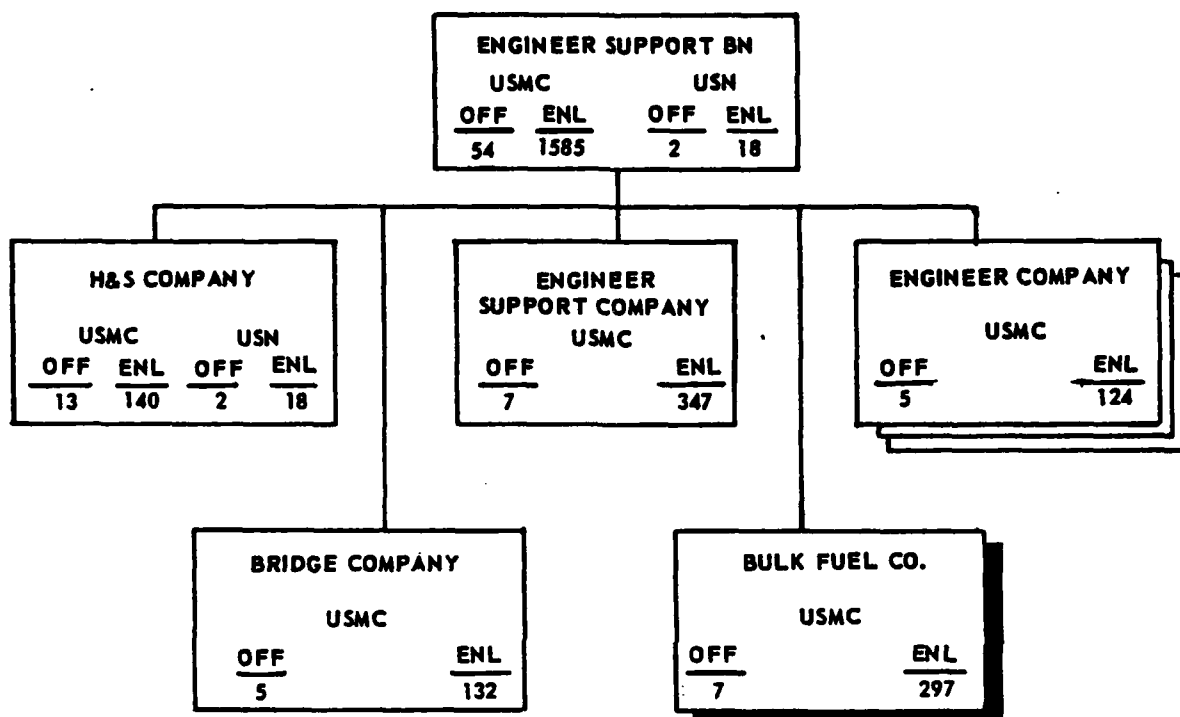 ENGINEER SUPPORT BN
USMC USN
OFF ENL OFF ENL
54 1585 2 18
H&S COMPANY
USMC USN
OFF ENL OFF ENL
13 140 2 18
ENGINEER
SUPPORT COMPANY
USMC
OFF ENL
7 347
ENGINEER COMPANY
USMC
OFF ENL
5 124
BRIDGE COMPANY
USMC
OFF ENL
5 132
BULK FUEL CO.
USMC
OFF ENL
7 297